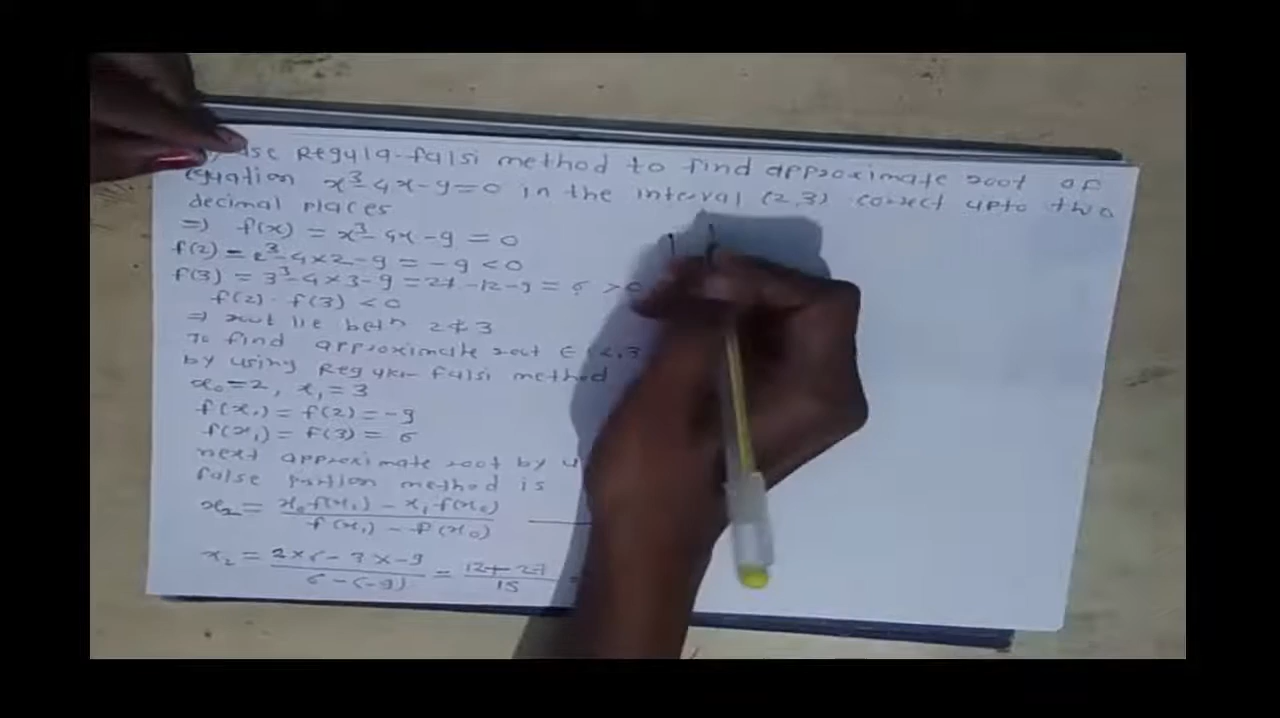 use Regula-falsi method to find approximate root of
equation x³-4x-9=0 in the interval (2,3) correct upto two
decimal places
=> f(x) = x³-4x-9 = 0
f(2) = 2³-4×2-9 = -9 <0
f(3) = 3³-4×3-9 = 27-12-9 = 6 >0
f(2)·f(3) <0
=> root lie betn 2 & 3
To find approximate root ∈ 2,3
by using Regula falsi method
x₀=2, x₁=3
f(x₀) = f(2) = -9
f(x₁) = f(3) = 6
next approximate root by
false position method is
x₂ = x₀f(x₁) - x₁f(x₀) / f(x₁) - f(x₀)
x₂ = 2×6-3×-9 / 6-(-9) = 12+27 / 15 =